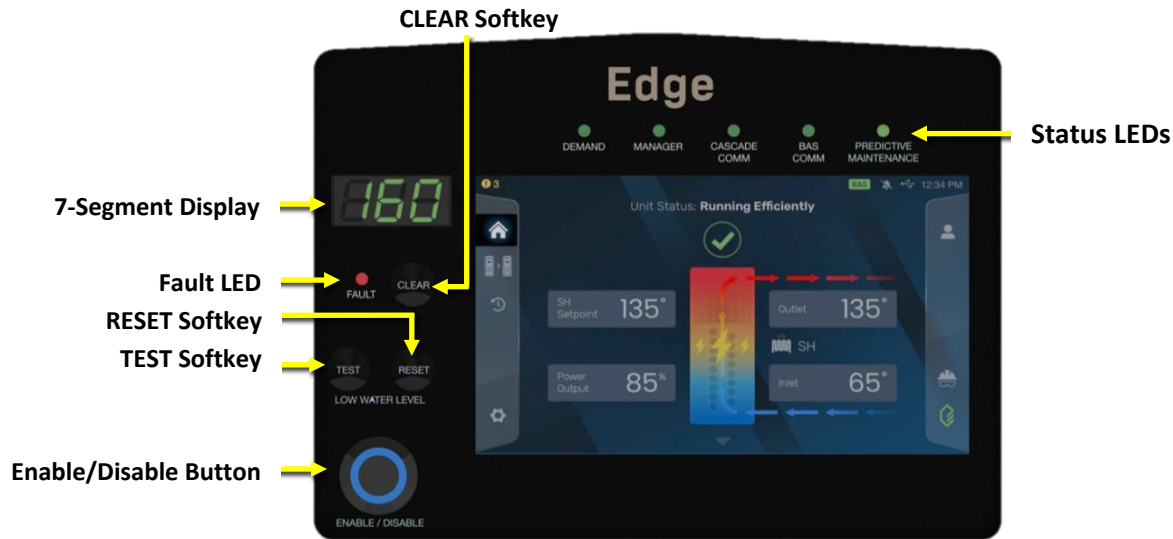 CLEAR Softkey
Edge
DEMAND
MANAGER
CASCADE
COMM
BAS
COMM
PREDICTIVE
MAINTENANCE
Status LEDs
7-Segment Display
160
3
BAS
12:34 PM
Unit Status: Running Efficiently
Fault LED
FAULT
CLEAR
RESET Softkey
TEST Softkey
TEST
RESET
LOW WATER LEVEL
SH
Setpoint
135°
Outlet
135°
SH
Power
Output
85%
Inlet
65°
Enable/Disable Button
ENABLE / DISABLE